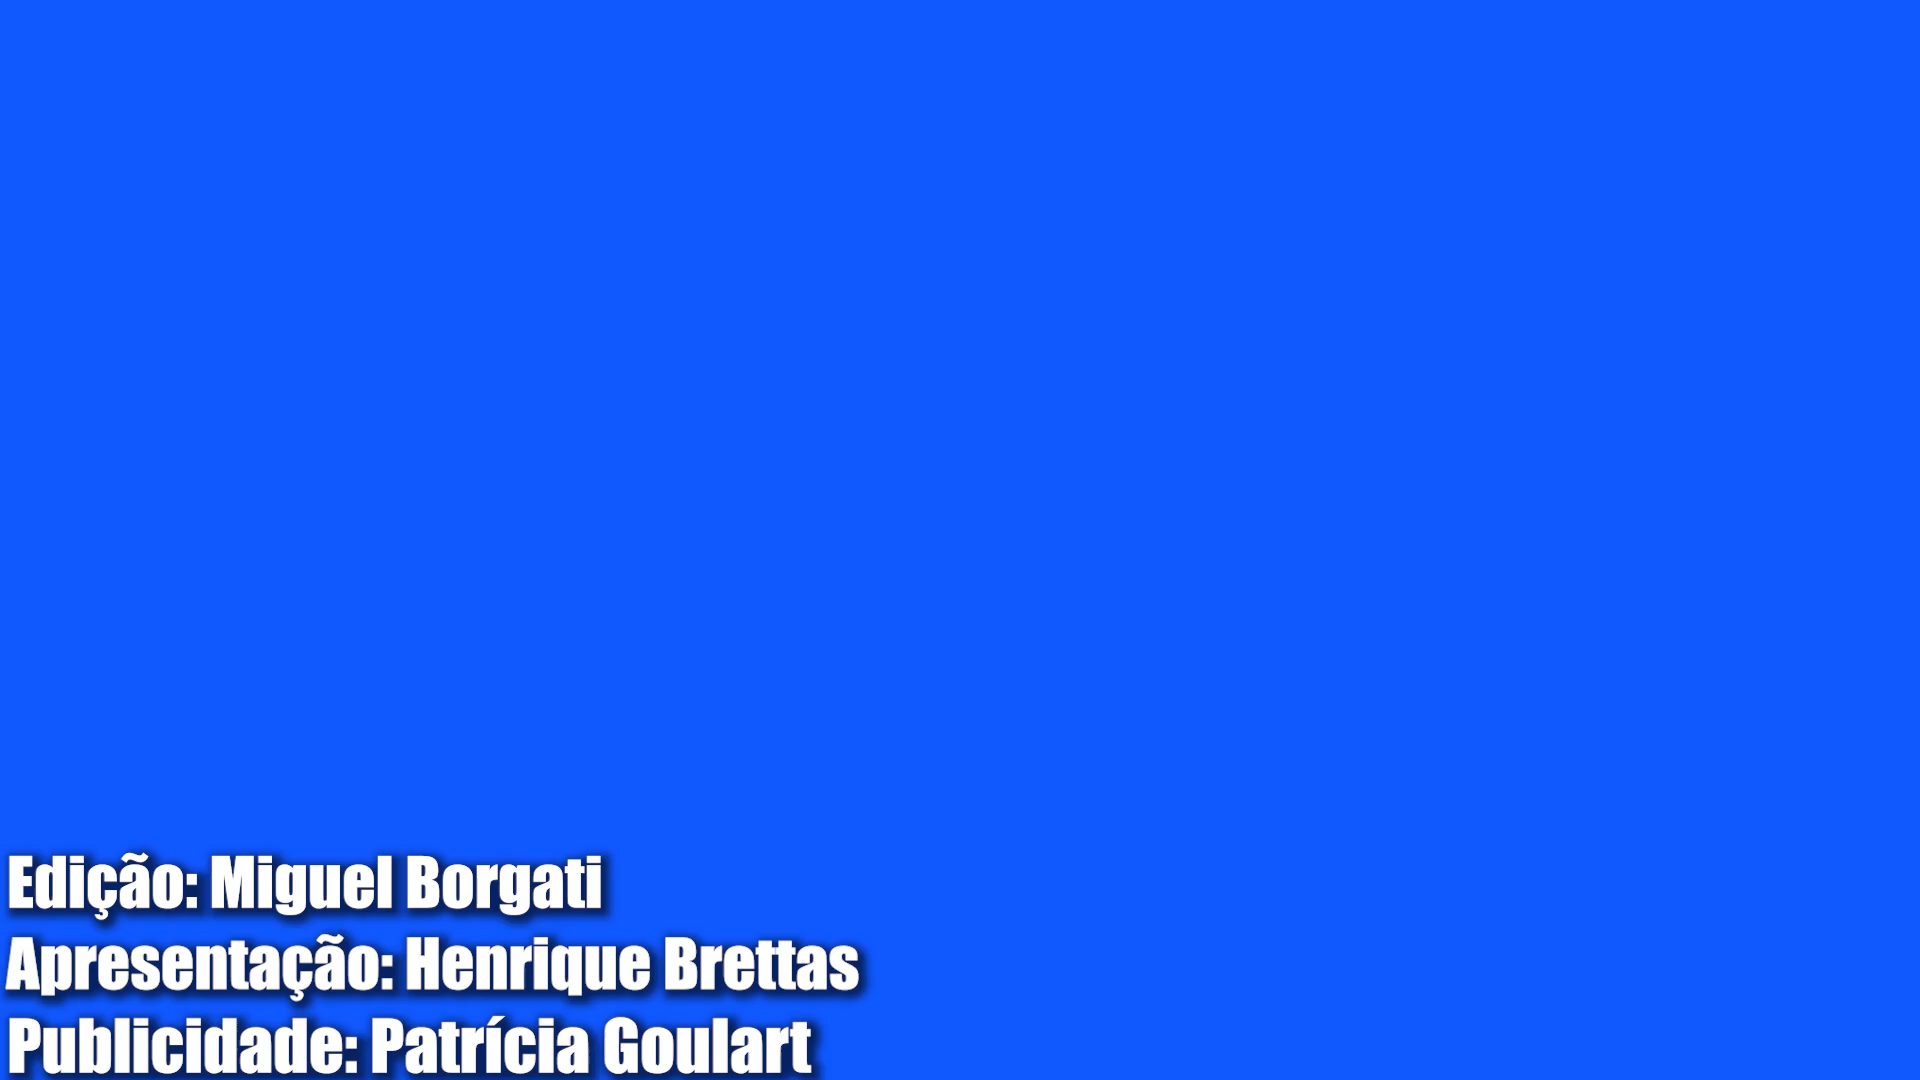 Edição: Miguel Borgati
Apresentação: Henrique Brettas
Publicidade: Patrícia Goulart